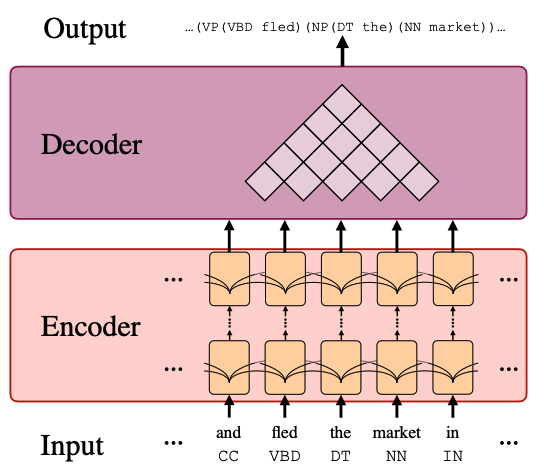 Output
…(VP(VBD fled)(NP(DT the)(NN market))…
Decoder
... ...
Encoder
... ...
Input ... and fled the market in ...
CC VBD DT NN IN